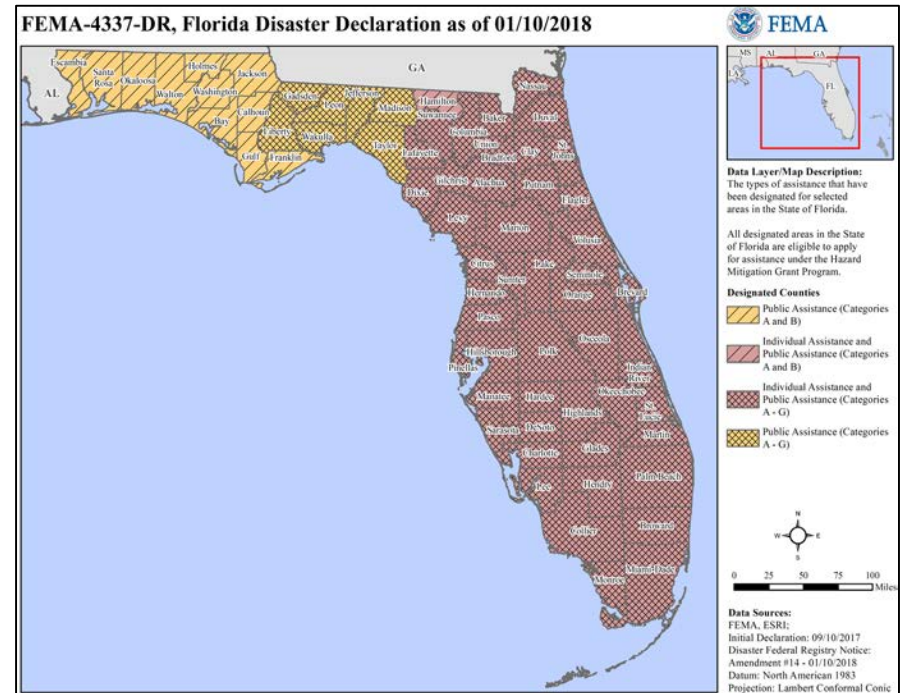 FEMA-4337-DR, Florida Disaster Declaration as of 01/10/2018
FEMA
MS
AL
GA
LA
FL
GA
AL
Escambia
Santa
Rosa
Okaloosa
Walton
Holmes
Washington
Jackson
Bay
Calhoun
Gulf
Franklin
Liberty
Gadsden
Leon
Wakulla
Jefferson
Madison
Taylor
Hamilton
Suwannee
Lafayette
Columbia
Baker
Nassau
Duval
Union
Bradford
Clay
St.
Johns
Dixie
Gilchrist
Alachua
Putnam
Flagler
Levy
Marion
Volusia
Citrus
Sumter
Lake
Seminole
Hernando
Orange
Brevard
Pasco
Hillsborough
Polk
Osceola
Pinellas
Indian
River
Manatee
Hardee
Okeechobee
Highlands
St.
Lucie
Sarasota
DeSoto
Martin
Charlotte
Glades
Lee
Hendry
Palm Beach
Collier
Broward
Monroe
Miami-Dade
Data Layer/Map Description:
The types of assistance that have
been designated for selected
areas in the State of Florida.
All designated areas in the State
of Florida are eligible to apply
for assistance under the Hazard
Mitigation Grant Program.
Designated Counties
Public Assistance (Categories
A and B)
Individual Assistance and
Public Assistance (Categories
A and B)
Individual Assistance and
Public Assistance (Categories
A - G)
Public Assistance (Categories
A - G)
N
W
E
S
0 25 50 75 100
Miles
Data Sources:
FEMA, ESRI;
Initial Declaration: 09/10/2017
Disaster Federal Registry Notice:
Amendment #14 - 01/10/2018
Datum: North American 1983
Projection: Lambert Conformal Conic